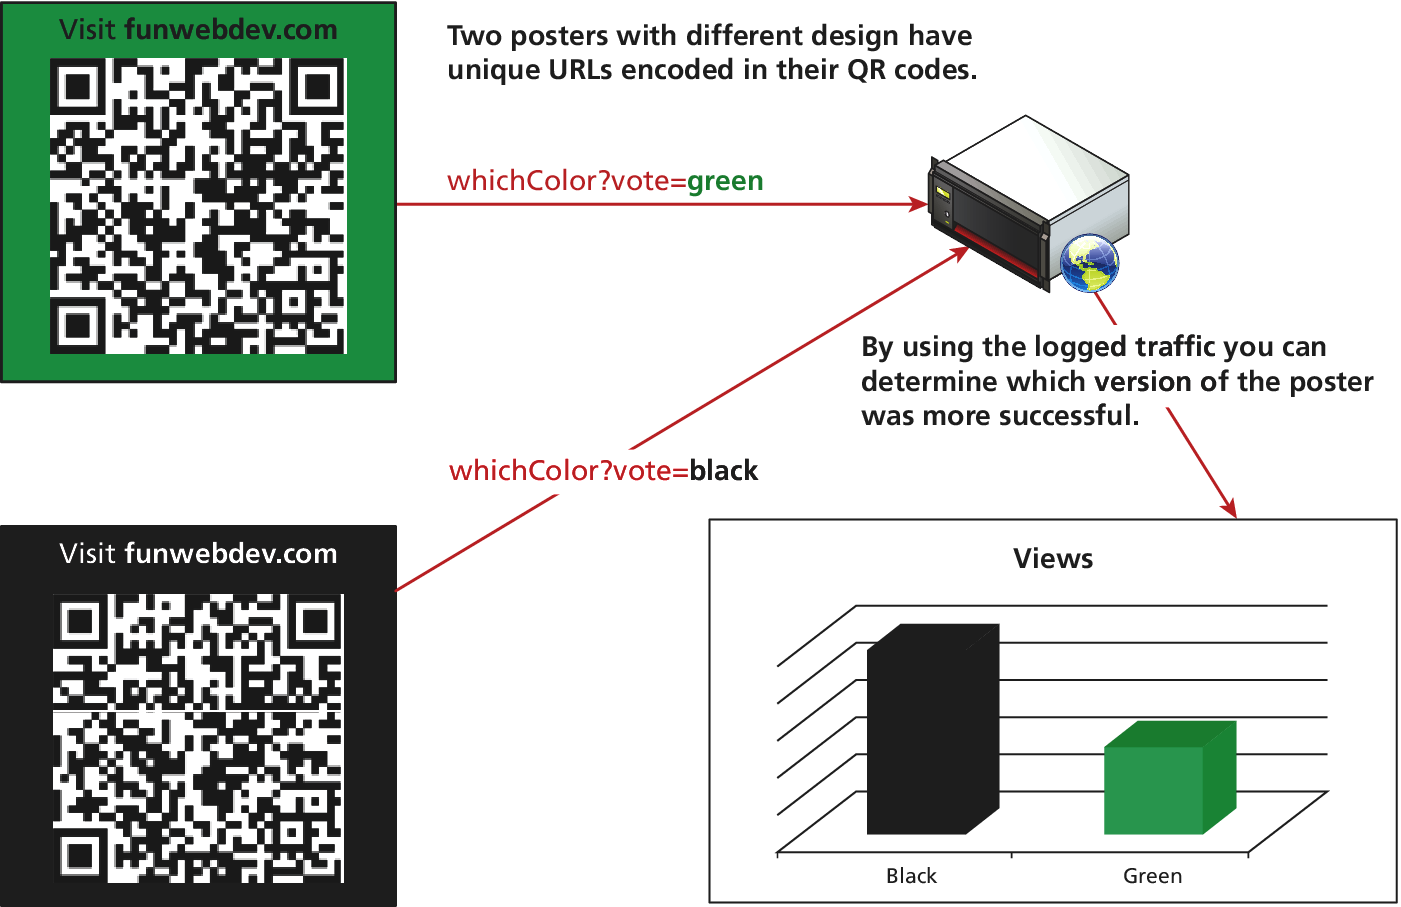 Visit funwebdev.com
Two posters with different design have
unique URLs encoded in their QR codes.
whichColor?vote=green
By using the logged traffic you can
determine which version of the poster
was more successful.
whichColor?vote=black
Visit funwebdev.com
Views
Black
Green